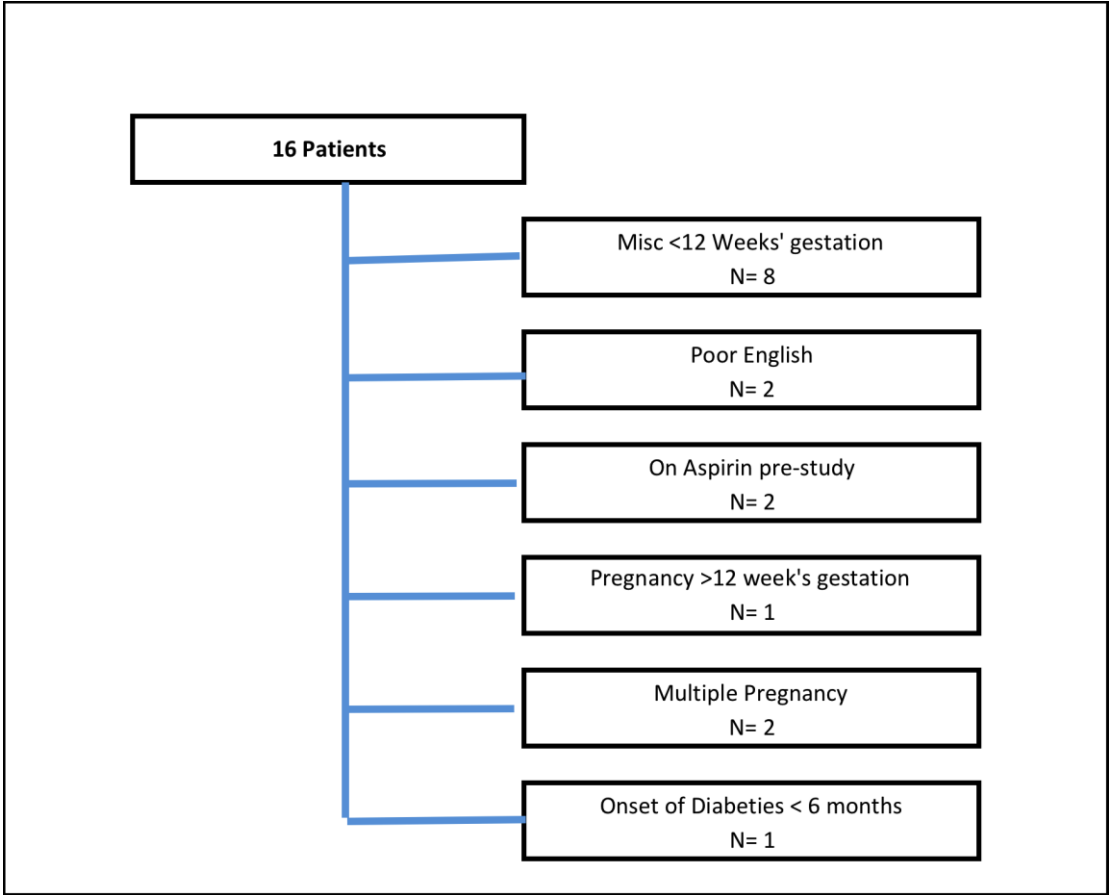 16 Patients
Misc <12 Weeks' gestation
N= 8
Poor English
N= 2
On Aspirin pre-study
N= 2
Pregnancy >12 week's gestation
N= 1
Multiple Pregnancy
N= 2
Onset of Diabeties < 6 months
N= 1